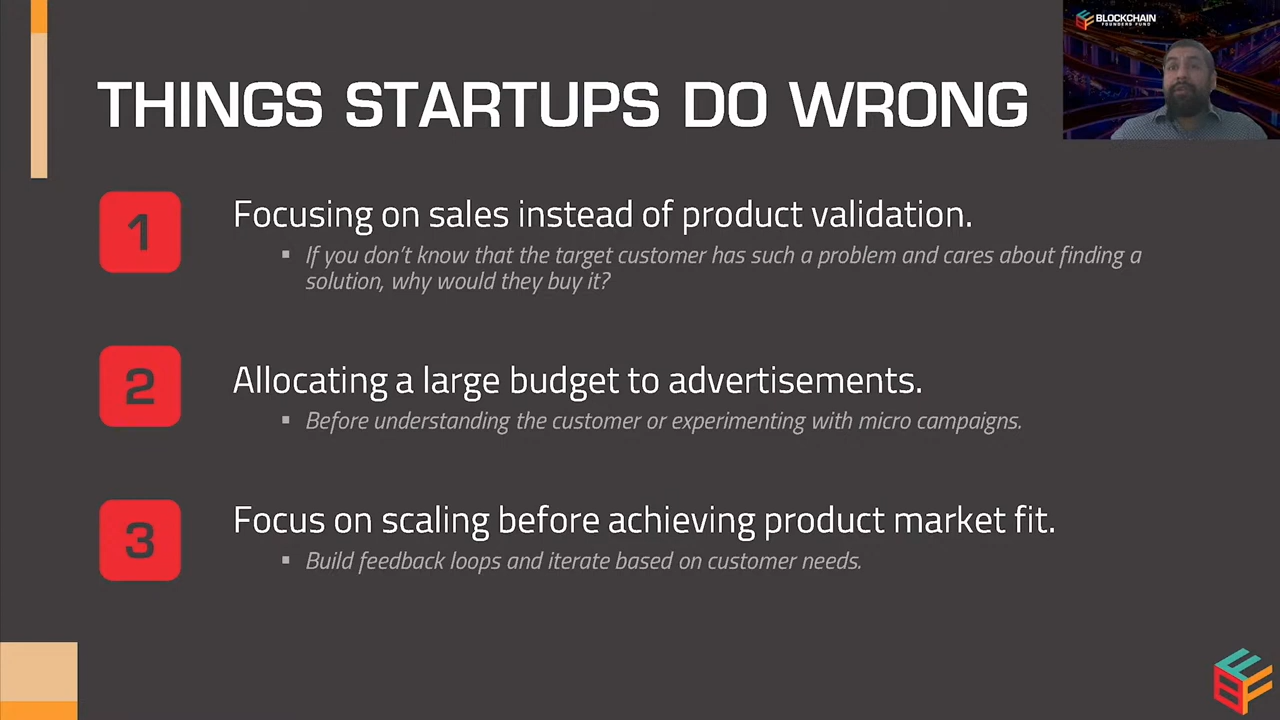 BLOCKCHAIN
FOUNDERS FUND
THINGS STARTUPS DO WRONG
1
Focusing on sales instead of product validation.
▪ If you don’t know that the target customer has such a problem and cares about finding a
solution, why would they buy it?
2
Allocating a large budget to advertisements.
▪ Before understanding the customer or experimenting with micro campaigns.
3
Focus on scaling before achieving product market fit.
▪ Build feedback loops and iterate based on customer needs.
BFF